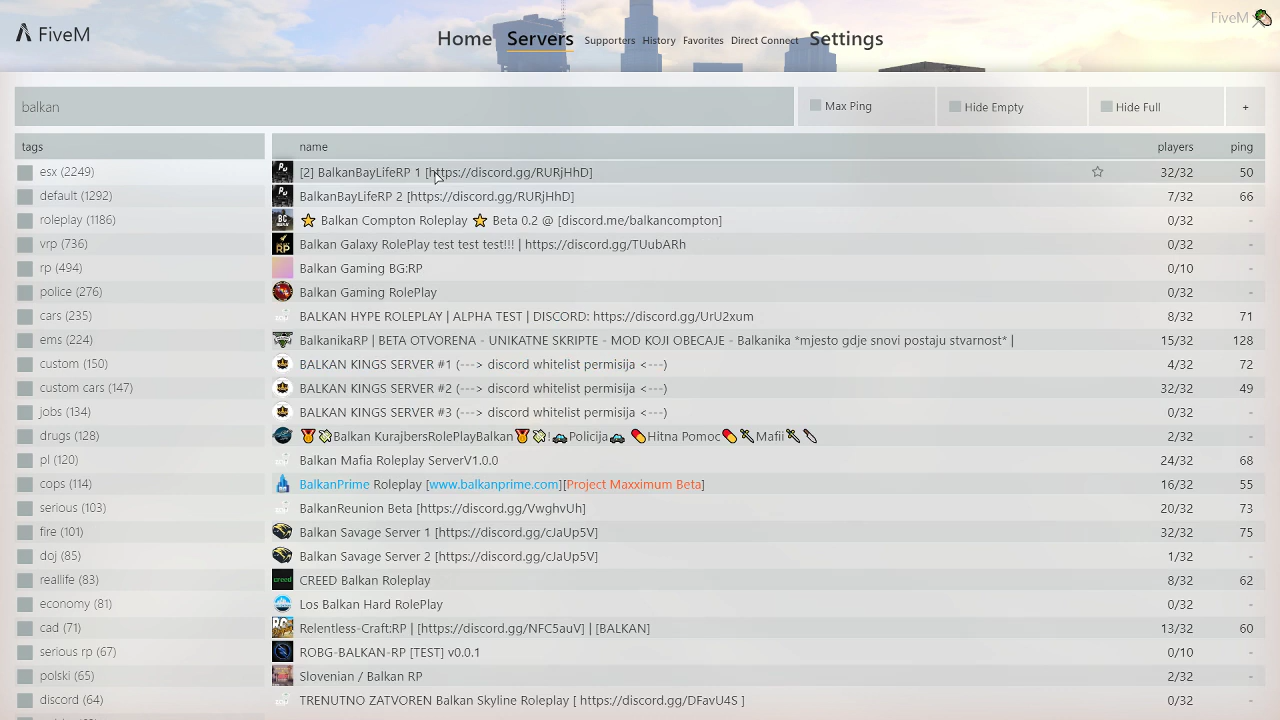 FiveM
Home Servers Supporters History Favorites Direct Connect Settings
FiveM
balkan
Max Ping
Hide Empty
Hide Full
+
tags
name players ping
esx (2249)
[2] BalkanBayLifeRP 1 [https://discord.gg/RURjHhD] 32/32 50
default (1292)
BalkanBayLifeRP 2 [https://discord.gg/RURjHhD] 7/32 66
roleplay (1186)
⭐ Balkan Compton Roleplay ⭐ Beta 0.2 @ [discord.me/balkancompton] 0/32 -
vrp (736)
Balkan Galaxy RolePlay test test test!!! | https://discord.gg/TUubARh 0/32 -
rp (494)
Balkan Gaming BG:RP 0/10 -
police (276)
Balkan Gaming RolePlay 0/32 -
cars (235)
BALKAN HYPE ROLEPLAY | ALPHA TEST | DISCORD: https://discord.gg/UrU2xum 8/32 71
ems (224)
BalkanikaRP | BETA OTVORENA - UNIKATNE SKRIPTE - MOD KOJI OBECAJE - Balkanika *mjesto gdje snovi postaju stvarnost* | 15/32 128
custom (150)
BALKAN KINGS SERVER #1 (---> discord whitelist permisija <---) 4/32 72
custom cars (147)
BALKAN KINGS SERVER #2 (---> discord whitelist permisija <---) 32/32 49
jobs (134)
BALKAN KINGS SERVER #3 (---> discord whitelist permisija <---) 0/32 -
drugs (128)
Balkan KurajbersRolePlayBalkan ! Policija Hitna Pomoc Mafii 2/32 -
pl (120)
Balkan Mafia Roleplay ServerV1.0.0 24/32 68
cops (114)
BalkanPrime Roleplay [www.balkanprime.com][Project Maxximum Beta] 16/32 55
serious (103)
BalkanReunion Beta [https://discord.gg/VwghvUh] 20/32 73
fire (101)
Balkan Savage Server 1 [https://discord.gg/cJaUp5V] 32/32 75
doj (85)
Balkan Savage Server 2 [https://discord.gg/cJaUp5V] 1/32 -
reallife (83)
CREED Balkan Roleplay 8/32 62
economy (81)
Los Balkan Hard RolePlay 0/32 -
cad (71)
Relentless-Craft:RP | [https://discord.gg/NFC5auV] | [BALKAN] 13/32 60
serious rp (67)
ROBG-BALKAN-RP [TEST] v0.0.1 0/10 -
polski (65)
Slovenian / Balkan RP 2/32 -
discord (64)
TRENUTNO ZATVOREN Balkan Skyline Roleplay [ https://discord.gg/DFavU4S ] 0/32 -